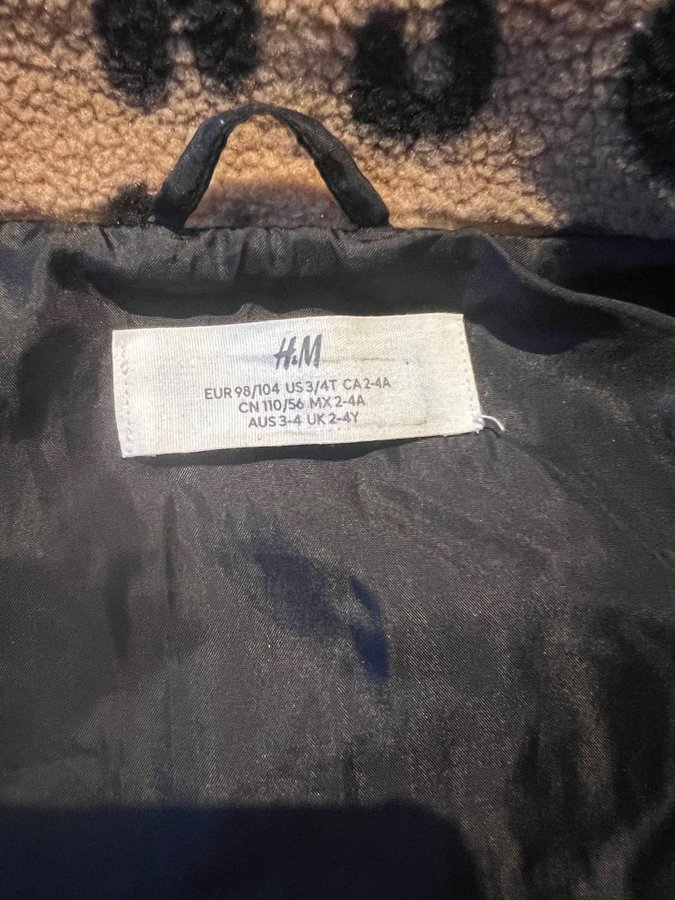 H&M
EUR 98/104 US 3/4T CA 2-4A
CN 110/56 MX 2-4A
AUS 3-4 UK 2-4Y